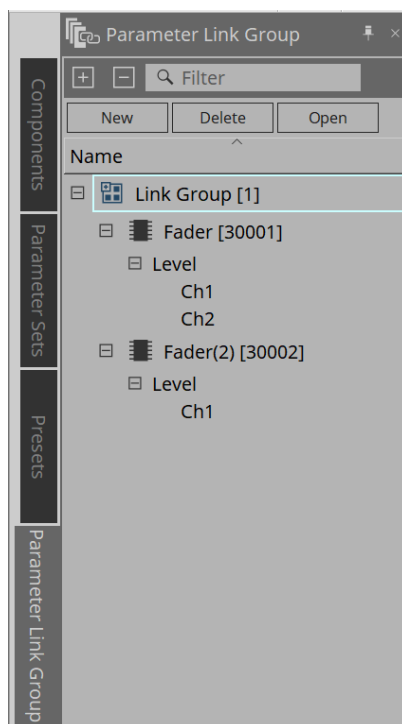 Parameter Link Group
Filter
New Delete Open
Name
Link Group [1]
Fader [30001]
Level
Ch1
Ch2
Fader(2) [30002]
Level
Ch1
Components
Parameter Sets
Presets
Parameter Link Group